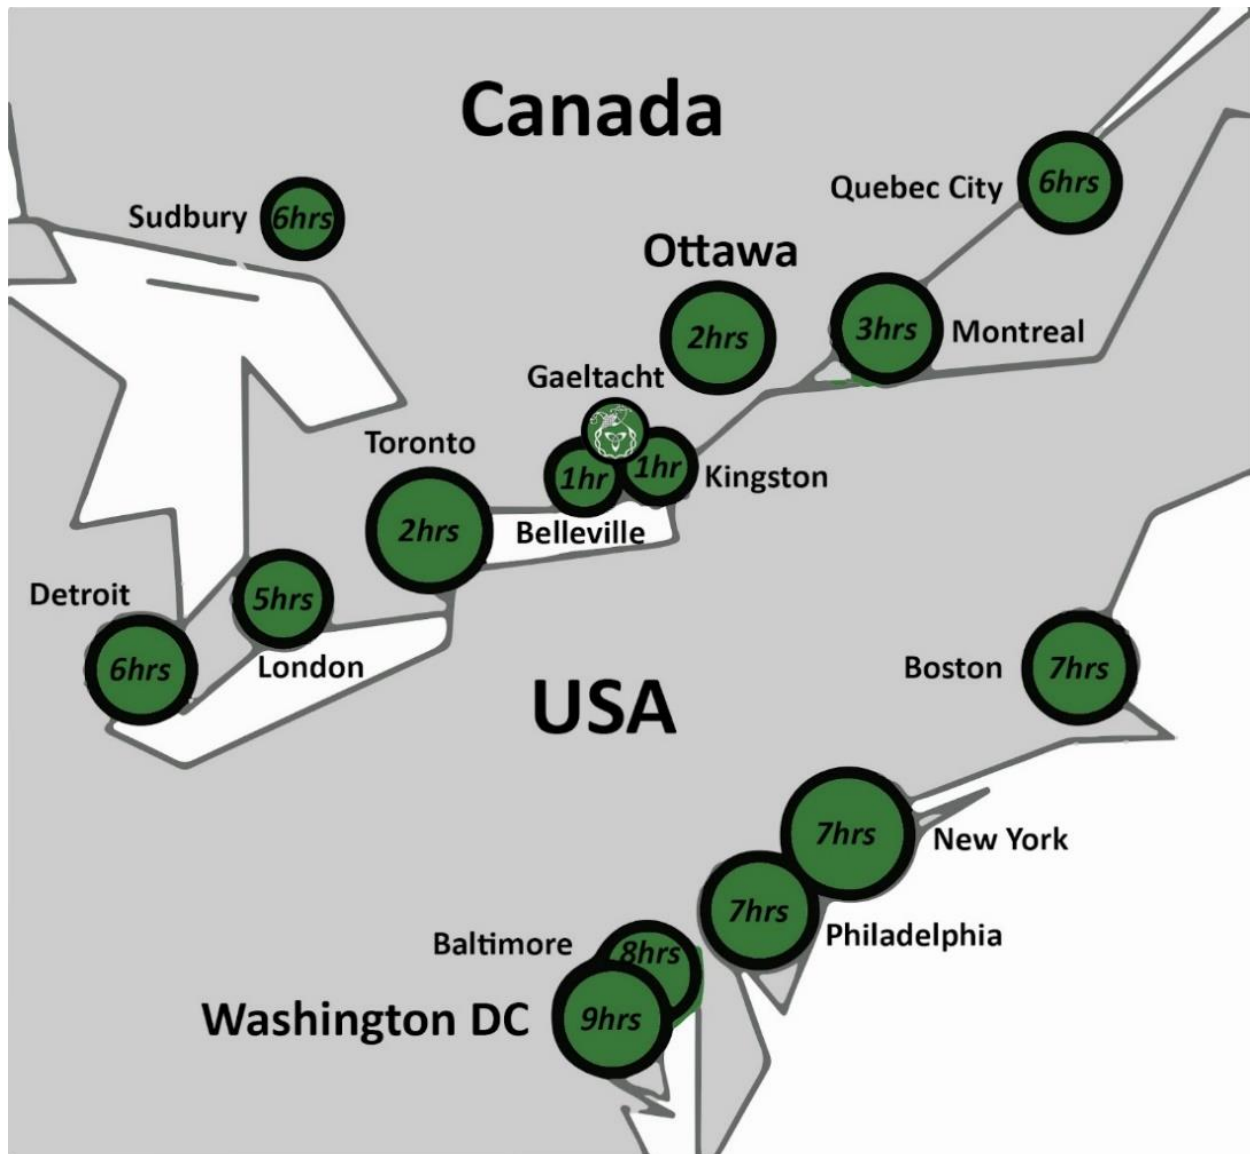 Canada
Quebec City
6hrs
Sudbury
6hrs
Ottawa
2hrs
3hrs
Montreal
Gaeltacht
Toronto
2hrs
1hr
1hr
Kingston
Belleville
Detroit
6hrs
5hrs
London
USA
Boston
7hrs
7hrs
New York
7hrs
Philadelphia
Baltimore
8hrs
Washington DC
9hrs